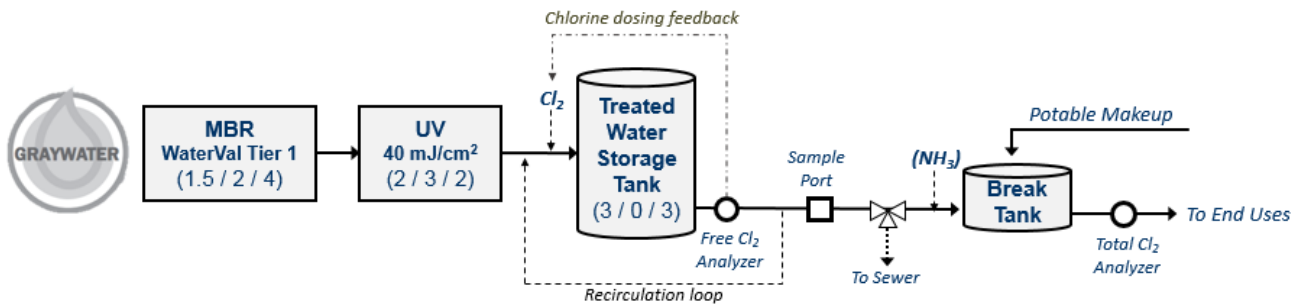 Chlorine dosing feedback
GRAYWATER
MBR
WaterVal Tier 1
(1.5 / 2 / 4)
UV
40 mJ/cm²
(2 / 3 / 2)
Cl₂
Treated
Water
Storage
Tank
(3 / 0 / 3)
Free Cl₂
Analyzer
Recirculation loop
Sample
Port
To Sewer
(NH₃)
Potable Makeup
Break
Tank
Total Cl₂
Analyzer
To End Uses